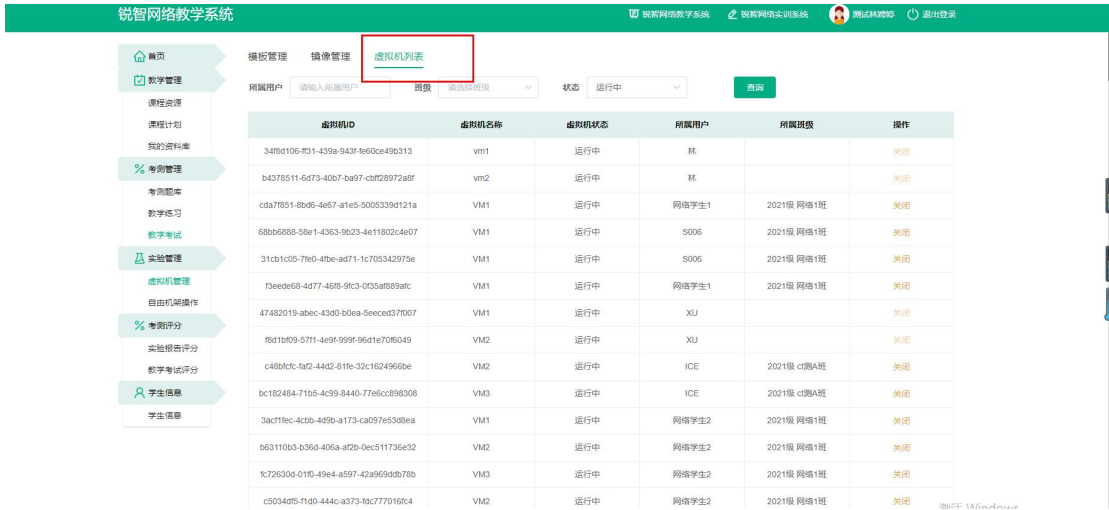 锐智网络教学系统 锐智网络教学系统 锐智网络实训系统 测试林婷婷 退出登录
首页
教学管理
课程资源
课程计划
我的资料库
考测管理
考测题库
教学练习
教学考试
实验管理
虚拟机管理
自由机架操作
考测评分
实验报告评分
教学考试评分
学生信息
学生信息
模板管理 镜像管理 虚拟机列表
所属用户 请输入所属用户 班级 请选择班级 状态 运行中 查询
虚拟机ID 虚拟机名称 虚拟机状态 所属用户 所属班级 操作
34f8d106-ff31-439a-943f-fe60ce49b313 vm1 运行中 林 关闭
b4378511-6d73-40b7-ba97-cbff28972a8f vm2 运行中 林 关闭
cda7f851-8bd6-4e67-a1e5-5005339d121a VM1 运行中 网络学生1 2021级 网络1班 关闭
68bb6888-58e1-4363-9b23-4e11802c4e07 VM1 运行中 S006 2021级 网络1班 关闭
31cb1c05-7fe0-4fbe-ad71-1c705342975e VM1 运行中 S006 2021级 网络1班 关闭
f3eede68-4d77-46f8-9fc3-0f35af889afc VM1 运行中 网络学生1 2021级 网络1班 关闭
47482019-abec-43d0-b0ea-5eeced37f007 VM1 运行中 XU 关闭
f8d1bf09-57f1-4e9f-999f-96d1e70f6049 VM2 运行中 XU 关闭
c48bfcfc-faf2-44d2-81fe-32c1624966be VM2 运行中 ICE 2021级 ct测A班 关闭
bc182484-71b5-4c99-8440-77e6cc898308 VM3 运行中 ICE 2021级 ct测A班 关闭
3acf1fec-4cbb-4d9b-a173-ca097e53d8ea VM1 运行中 网络学生2 2021级 网络1班 关闭
b63110b3-b36d-406a-af2b-0ec511736e32 VM2 运行中 网络学生2 2021级 网络1班 关闭
fc72630d-01f0-49e4-a597-42a969ddb78b VM3 运行中 网络学生2 2021级 网络1班 关闭
c5034df5-f1d0-444c-a373-fdc777016fc4 VM2 运行中 网络学生2 2021级 网络1班 关闭
激活 Windows